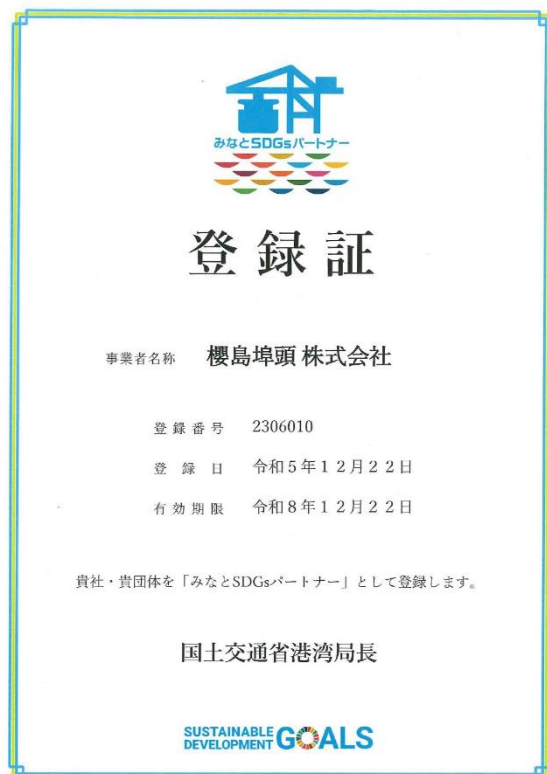 みなとSDGsパートナー
登録証
事業者名称 櫻島埠頭 株式会社
登録番号 2306010
登録日 令和5年12月22日
有効期限 令和8年12月22日
貴社・貴団体を「みなとSDGsパートナー」として登録します。
国土交通省港湾局長
SUSTAINABLE DEVELOPMENT GOALS